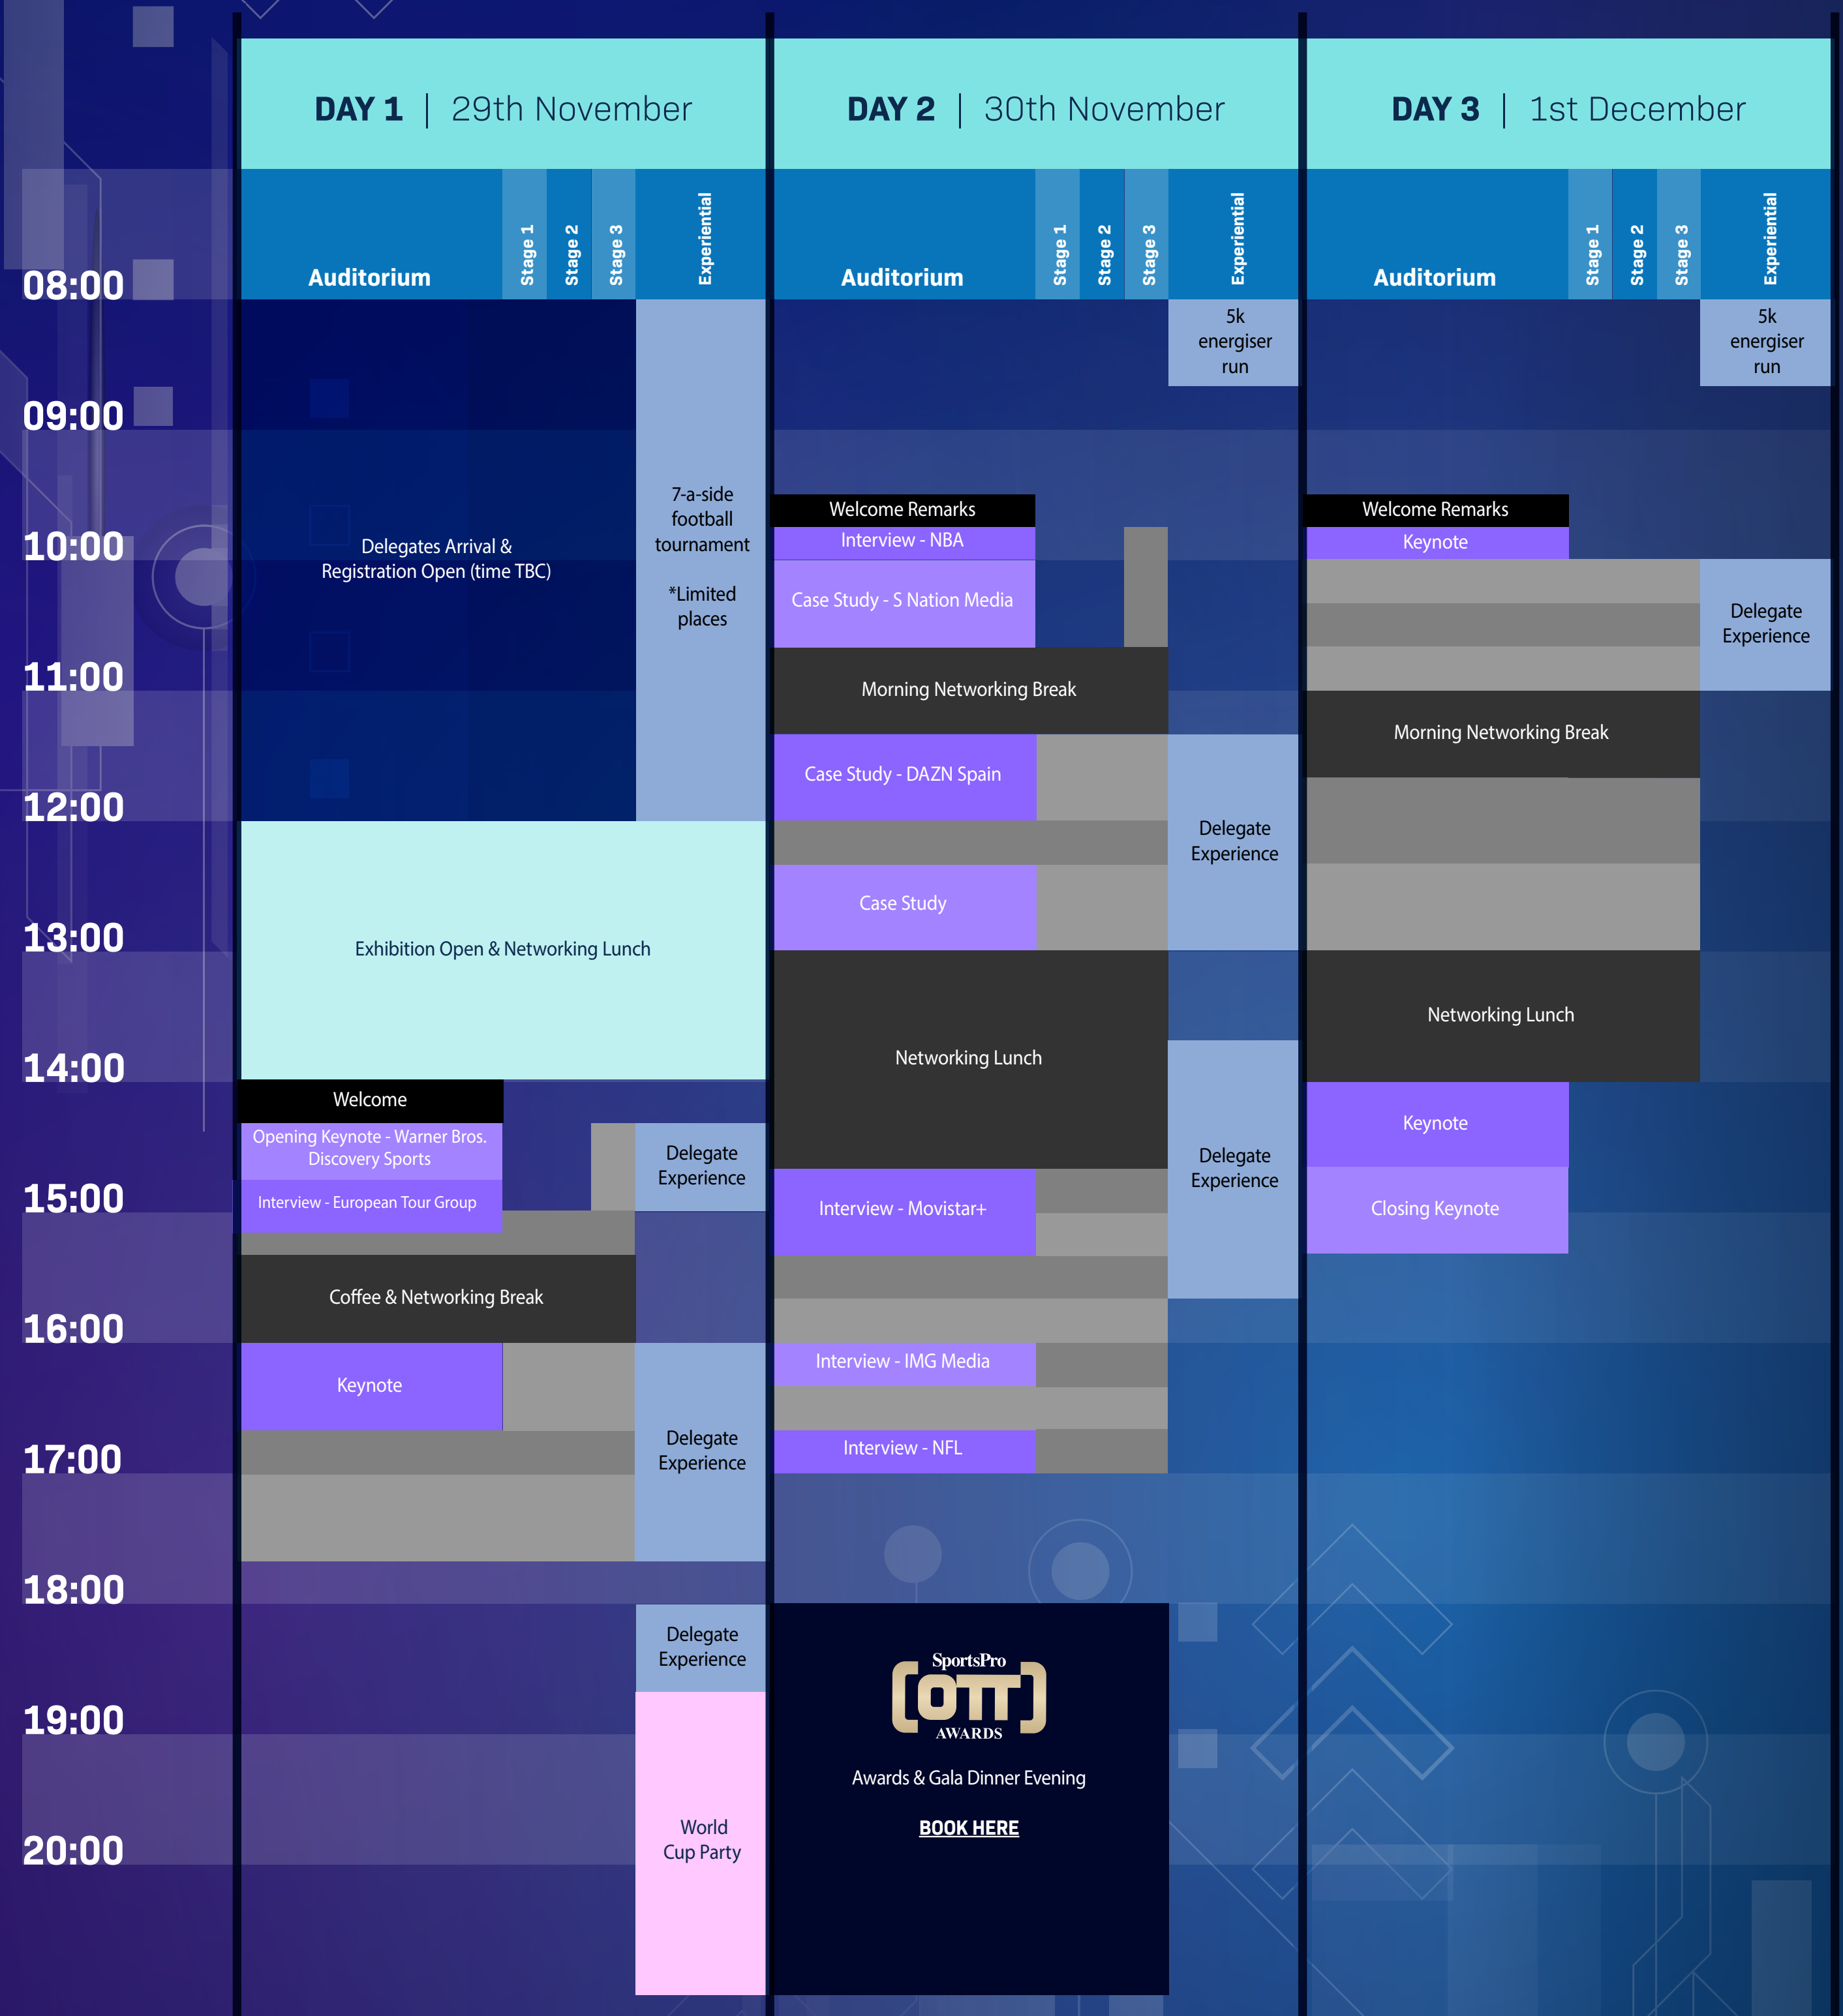 DAY 1 | 29th November
DAY 2 | 30th November
DAY 3 | 1st December
Auditorium
Stage 1
Stage 2
Stage 3
Experiential
Auditorium
Stage 1
Stage 2
Stage 3
Experiential
Auditorium
Stage 1
Stage 2
Stage 3
Experiential
08:00
09:00
10:00
11:00
12:00
13:00
14:00
15:00
16:00
17:00
18:00
19:00
20:00
Delegates Arrival &
Registration Open (time TBC)
7-a-side
football
tournament
*Limited
places
Exhibition Open & Networking Lunch
Welcome
Opening Keynote - Warner Bros.
Discovery Sports
Interview - European Tour Group
Delegate
Experience
Coffee & Networking Break
Keynote
Delegate
Experience
Delegate
Experience
World
Cup Party
5k
energiser
run
Welcome Remarks
Interview - NBA
Case Study - S Nation Media
Morning Networking Break
Case Study - DAZN Spain
Delegate
Experience
Case Study
Networking Lunch
Delegate
Experience
Interview - Movistar+
Interview - IMG Media
Interview - NFL
SportsPro
OTT
AWARDS
Awards & Gala Dinner Evening
BOOK HERE
5k
energiser
run
Welcome Remarks
Keynote
Delegate
Experience
Morning Networking Break
Networking Lunch
Keynote
Closing Keynote